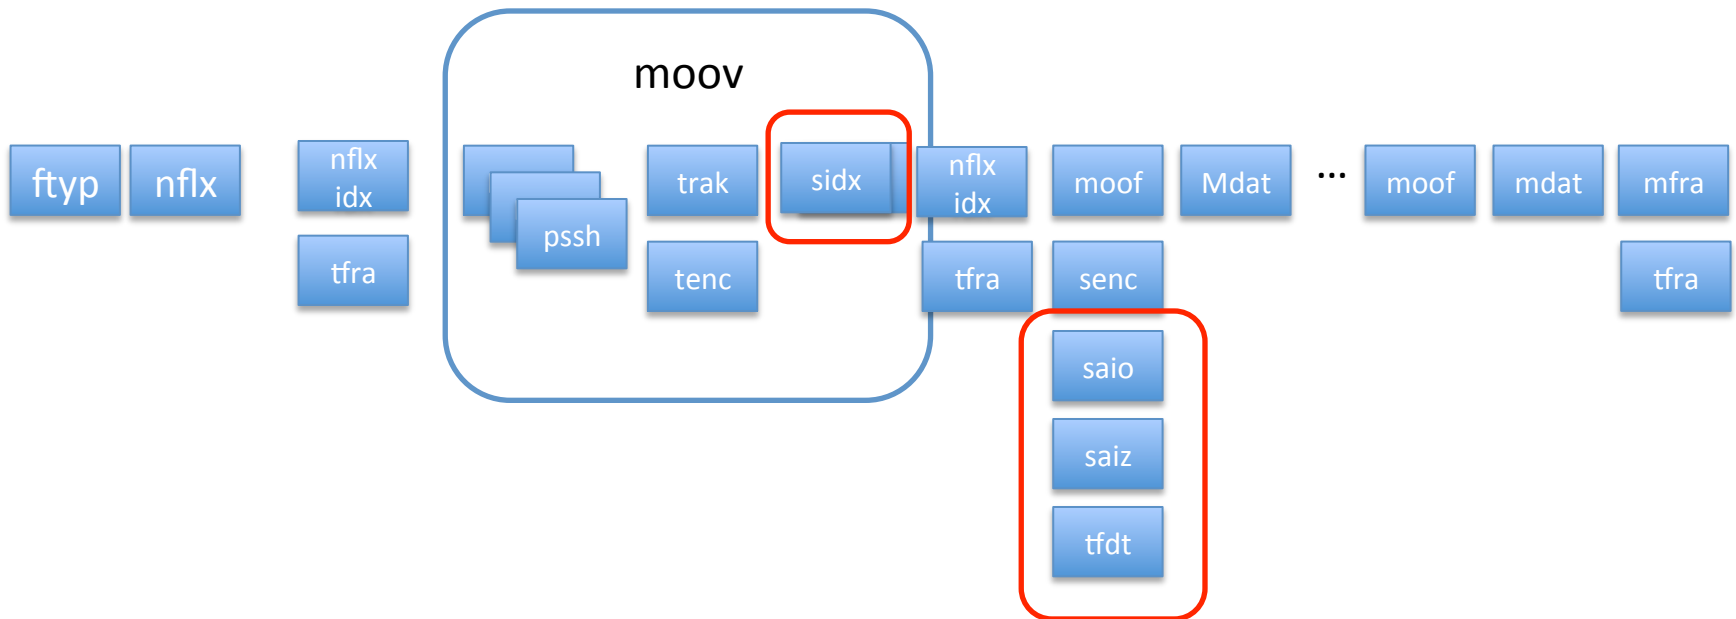 moov
ftyp
nflx
nflx
idx
tfra
pssh
trak
tenc
sidx
nflx
idx
tfra
moof
senc
saio
saiz
tfdt
Mdat
...
moof
mdat
mfra
tfra